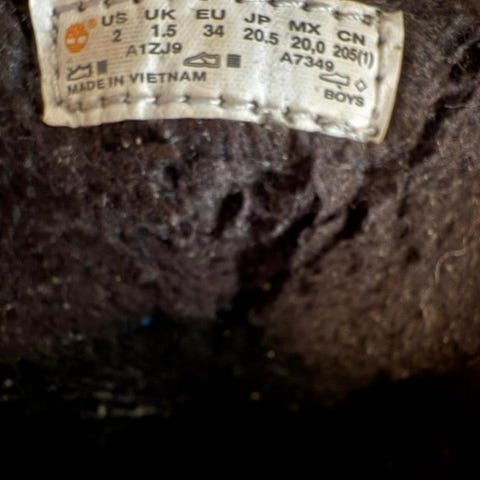 ® US UK EU JP MX CN
2 1.5 34 20.5 20,0 205(1)
A1ZJ9 A7349
MADE IN VIETNAM
BOYS